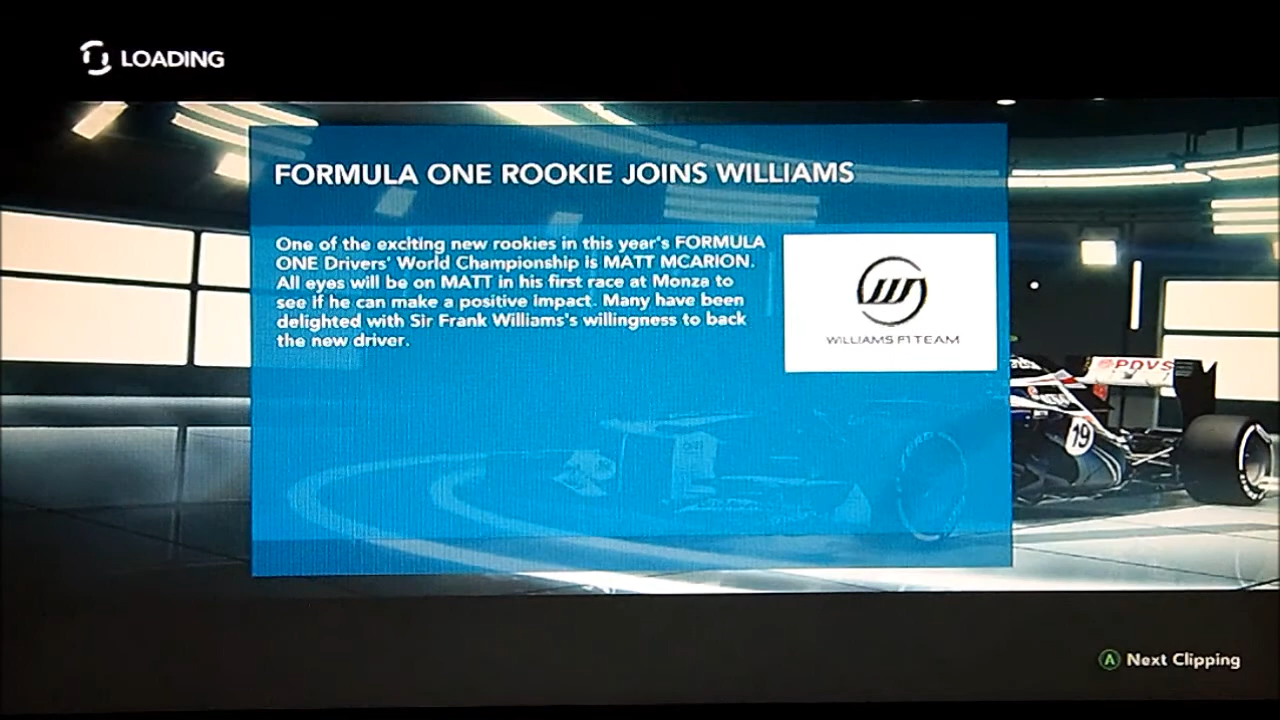 LOADING
FORMULA ONE ROOKIE JOINS WILLIAMS
One of the exciting new rookies in this year's FORMULA
ONE Drivers' World Championship is MATT MCARION.
All eyes will be on MATT in his first race at Monza to
see if he can make a positive impact. Many have been
delighted with Sir Frank Williams's willingness to back
the new driver.
WILLIAMS F1 TEAM
PDVSA
19
A Next Clipping